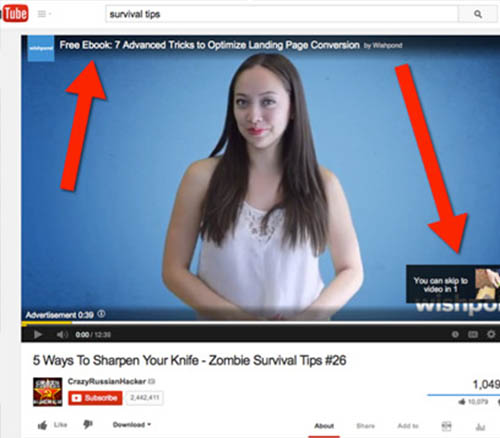 Tube
survival tips
wishpond
Free Ebook: 7 Advanced Tricks to Optimize Landing Page Conversion by Wishpond
You can skip to
video in 1
wishpo
Advertisement 0:39
0:00 / 12:38
5 Ways To Sharpen Your Knife - Zombie Survival Tips #26
CrazyRussianHacker
Subscribe 2,442,411
1,049
10,079
Like
Download
About
Share
Add to